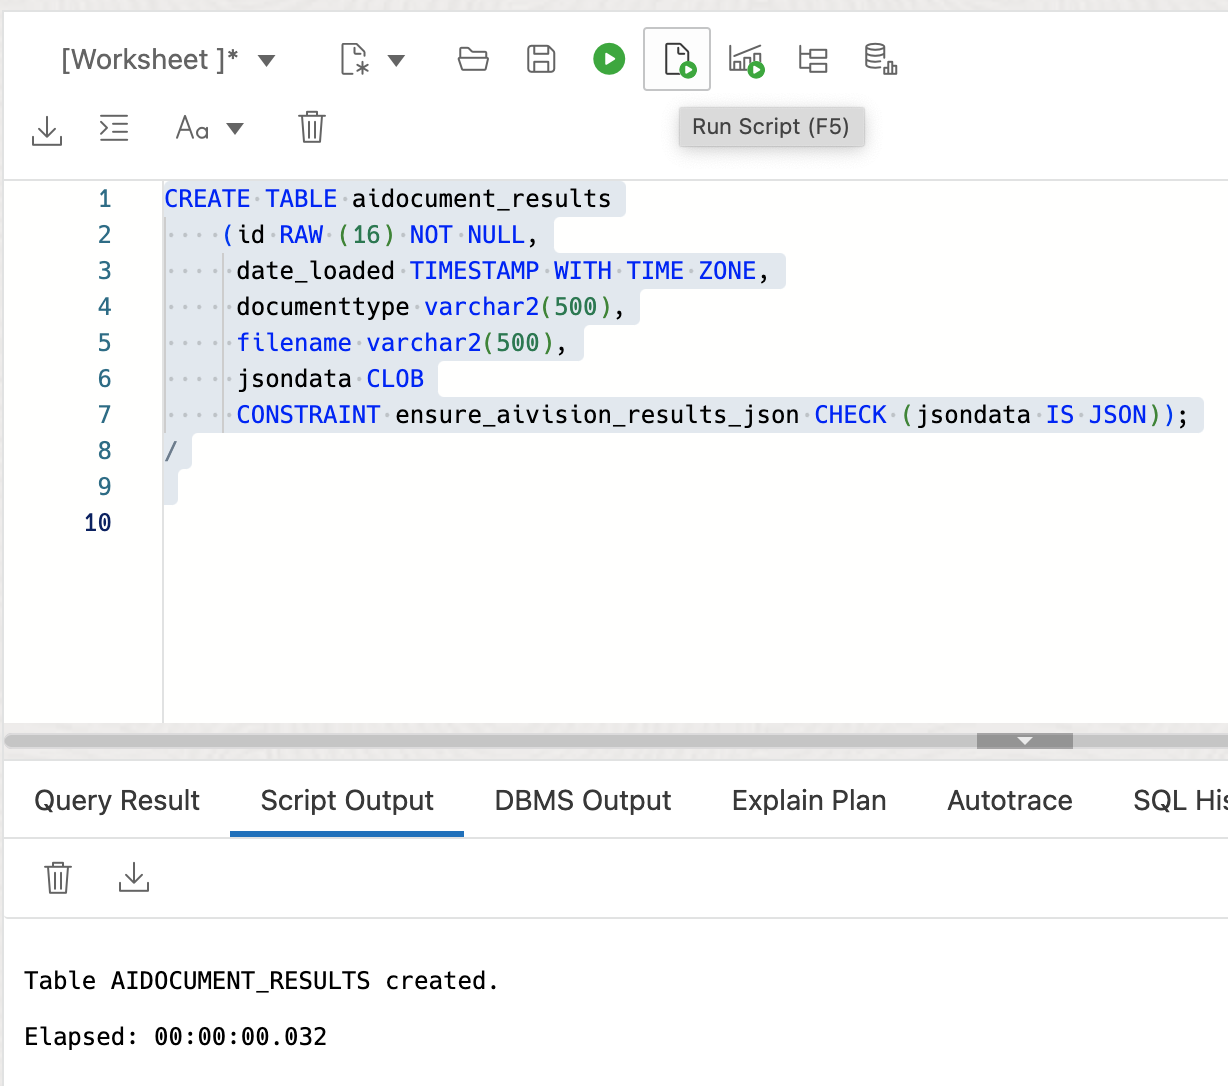 [Worksheet ]*
Aa
Run Script (F5)
1 CREATE TABLE aidocument_results
2 (id RAW (16) NOT NULL,
3 date_loaded TIMESTAMP WITH TIME ZONE,
4 documenttype varchar2(500),
5 filename varchar2(500),
6 jsondata CLOB
7 CONSTRAINT ensure_aivision_results_json CHECK (jsondata IS JSON));
8 /
9
10
Query Result Script Output DBMS Output Explain Plan Autotrace SQL His
Table AIDOCUMENT_RESULTS created.
Elapsed: 00:00:00.032